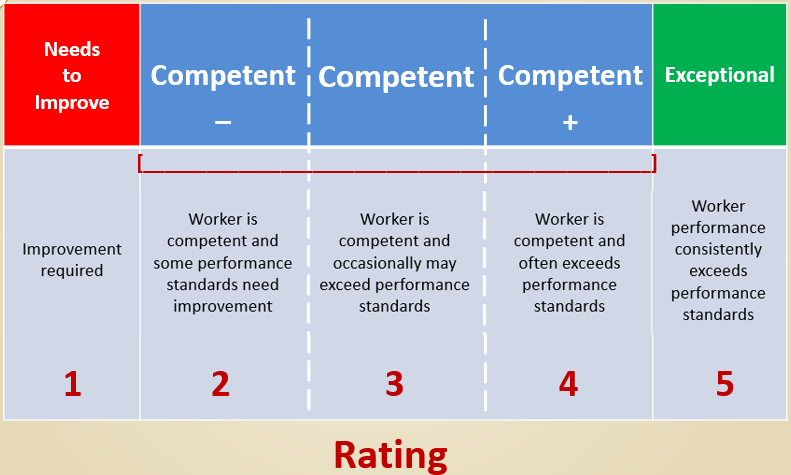 Needs
to
Improve
Competent
–
Competent
Competent
+
Exceptional
Improvement
required
Worker is
competent and
some performance
standards need
improvement
Worker is
competent and
occasionally may
exceed performance
standards
Worker is
competent and
often exceeds
performance
standards
Worker
performance
consistently
exceeds
performance
standards
1
2
3
4
5
Rating